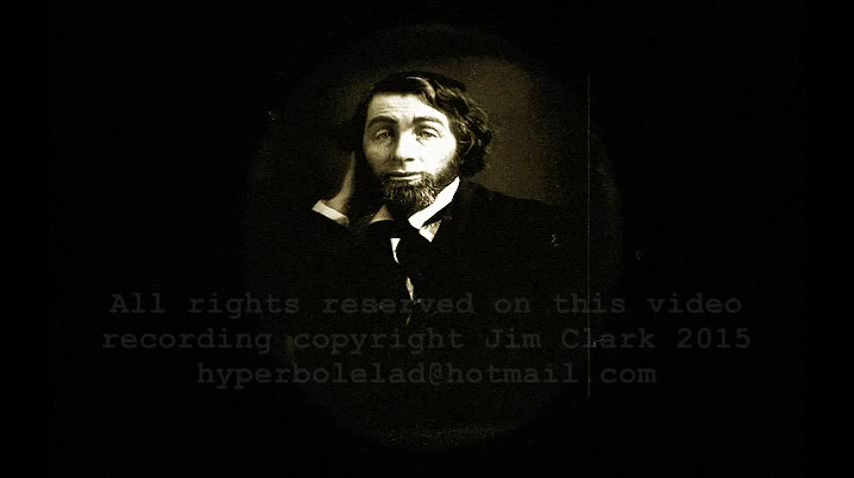 All rights reserved on this video
recording copyright Jim Clark 2015
hyperbolelad@hotmail.com